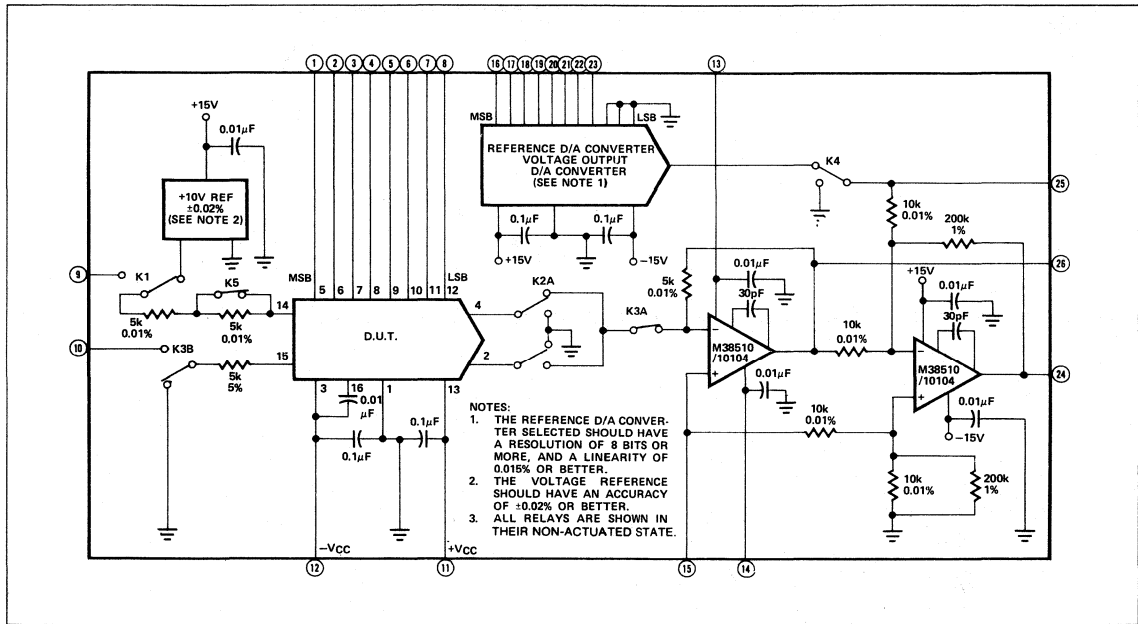 1 2 3 4 5 6 7 8
16 17 18 19 20 21 22 23
13
+15V
0.01μF
MSB
LSB
REFERENCE D/A CONVERTER
VOLTAGE OUTPUT
D/A CONVERTER
(SEE NOTE 1)
K4
25
+10V REF
±0.02%
(SEE NOTE 2)
0.1μF
0.1μF
+15V
−15V
10k
0.01%
200k
1%
26
9
K1
K5
MSB
5 6 7 8 9 10 11 12
LSB
14
5k
0.01%
5k
0.01%
K2A
4
K3A
5k
0.01%
0.01μF
30pF
+15V
0.01μF
30pF
10
K3B
D.U.T.
15
5k
5%
2
M38510
/10104
10k
0.01%
M38510
/10104
24
3
16
0.01
μF
1
13
0.1μF
0.1μF
0.01μF
0.01μF
−15V
10k
0.01%
10k
0.01%
200k
1%
NOTES:
1. THE REFERENCE D/A CONVER-
TER SELECTED SHOULD HAVE
A RESOLUTION OF 8 BITS OR
MORE, AND A LINEARITY OF
0.015% OR BETTER.
2. THE VOLTAGE REFERENCE
SHOULD HAVE AN ACCURACY
OF ±0.02% OR BETTER.
3. ALL RELAYS ARE SHOWN IN
THEIR NON-ACTUATED STATE.
−VCC
+VCC
12
11
15
14